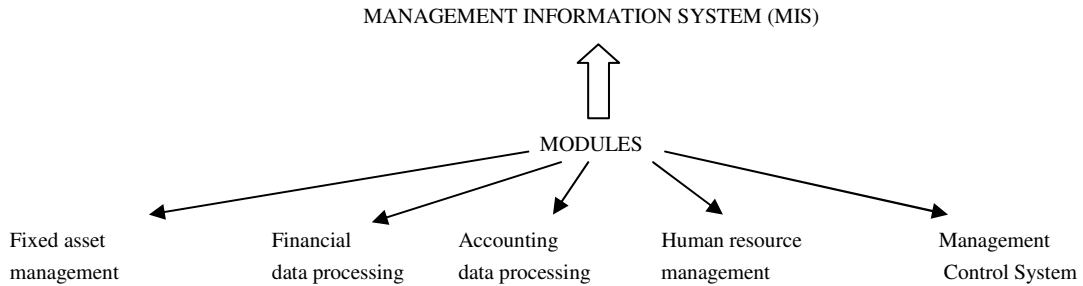 MANAGEMENT INFORMATION SYSTEM (MIS)
MODULES
Fixed asset
management
Financial
data processing
Accounting
data processing
Human resource
management
Management
Control System